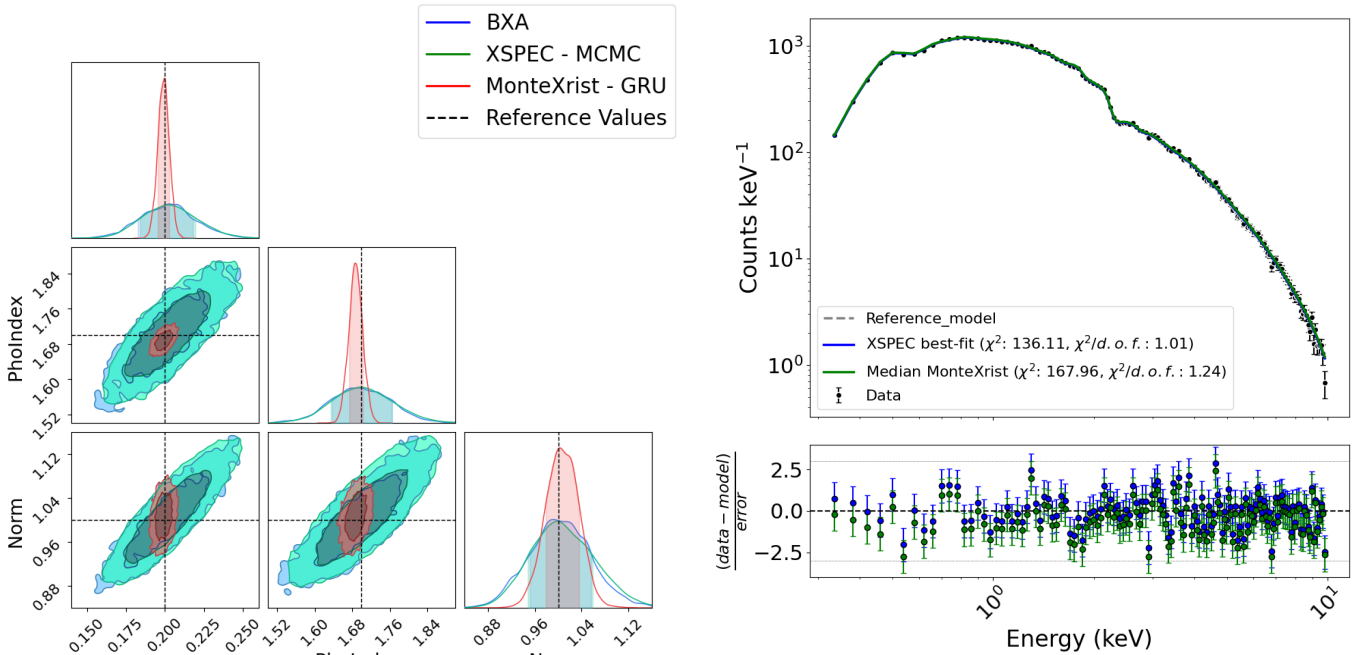 BXA
XSPEC - MCMC
MonteXrist - GRU
Reference Values
PhoIndex
1.84
1.76
1.68
1.60
1.52
Norm
1.12
1.04
0.96
0.88
0.150
0.175
0.200
0.225
0.250
1.52
1.60
1.68
1.76
1.84
0.88
0.96
1.04
1.12
Counts keV⁻¹
10³
10²
10¹
10⁰
Reference_model
XSPEC best-fit (χ²: 136.11, χ²/d.o.f.: 1.01)
Median MonteXrist (χ²: 167.96, χ²/d.o.f.: 1.24)
Data
(data − model)
error
2.5
0.0
−2.5
10⁰
10¹
Energy (keV)